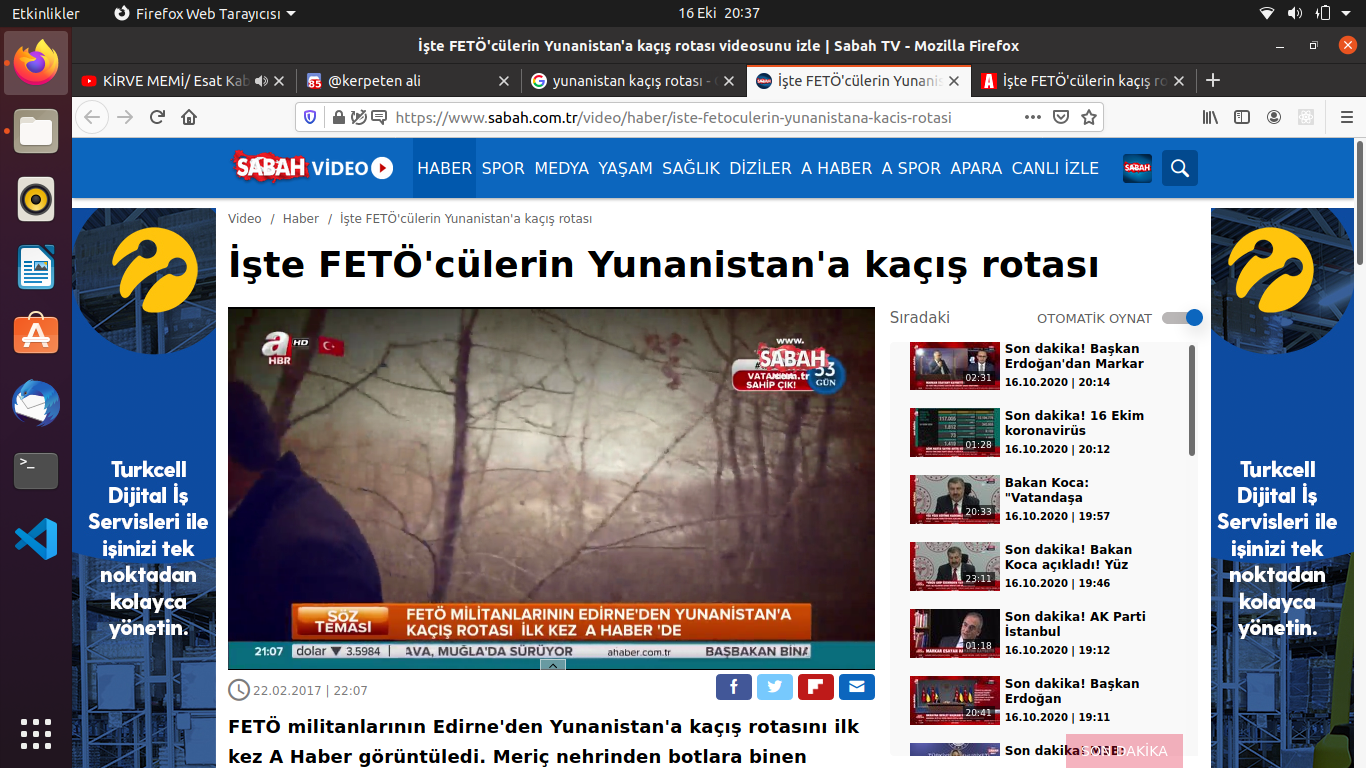 Etkinlikler
Firefox Web Tarayıcısı
16 Eki 20:37
İşte FETÖ'cülerin Yunanistan'a kaçış rotası videosunu izle | Sabah TV - Mozilla Firefox
KİRVE MEMİ/ Esat Kab
@kerpeten ali
yunanistan kaçış rotası -
İşte FETÖ'cülerin Yunanis
İşte FETÖ'cülerin kaçış ro
https://www.sabah.com.tr/video/haber/iste-fetoculerin-yunanistana-kacis-rotasi
SABAH VİDEO
HABER SPOR MEDYA YAŞAM SAĞLIK DİZİLER A HABER A SPOR APARA CANLI İZLE
Video / Haber / İşte FETÖ'cülerin Yunanistan'a kaçış rotası
İşte FETÖ'cülerin Yunanistan'a kaçış rotası
a HD
HBR
www.
SABAH
.com.tr
VATANINA
SAHİP ÇIK!
33
GÜN
SÖZ
TEMASI
FETÖ MİLİTANLARININ EDİRNE'DEN YUNANİSTAN'A
KAÇIŞ ROTASI İLK KEZ A HABER 'DE
21:07 dolar 3.5984 AVA, MUĞLA'DA SÜRÜYOR ahaber.com.tr BAŞBAKAN BİNA
22.02.2017 | 22:07
FETÖ militanlarının Edirne'den Yunanistan'a kaçış rotasını ilk
kez A Haber görüntüledi. Meriç nehrinden botlara binen
Sıradaki
OTOMATİK OYNAT
02:31
Son dakika! Başkan
Erdoğan'dan Markar
16.10.2020 | 20:14
01:28
Son dakika! 16 Ekim
koronavirüs
16.10.2020 | 20:12
20:33
Bakan Koca:
"Vatandaşa
16.10.2020 | 19:57
23:11
Son dakika! Bakan
Koca açıkladı! Yüz
16.10.2020 | 19:46
01:18
Son dakika! AK Parti
İstanbul
16.10.2020 | 19:12
20:41
Son dakika! Başkan
Erdoğan
16.10.2020 | 19:11
Son dakika!
SON DAKİKA
Turkcell
Dijital İş
Servisleri ile
işinizi tek
noktadan
kolayca
yönetin.
Turkcell
Dijital İş
Servisleri ile
işinizi tek
noktadan
kolayca
yönetin.